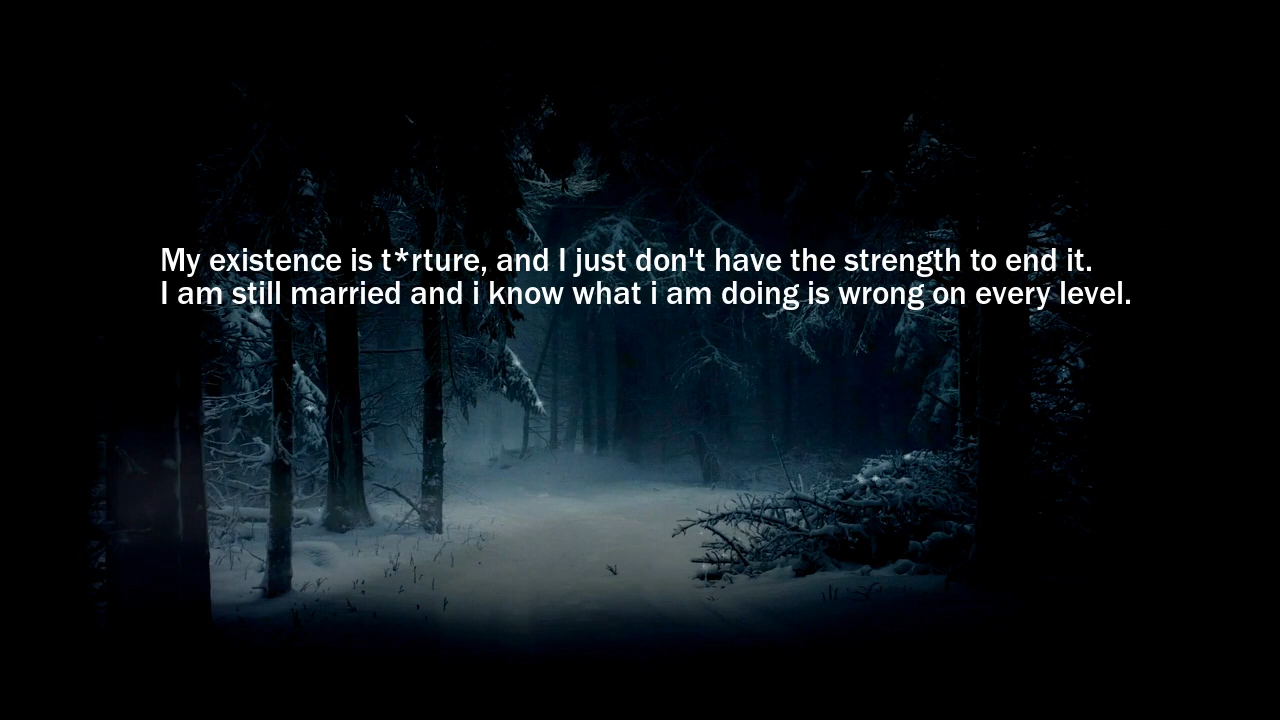 My existence is t*rture, and I just don't have the strength to end it.
I am still married and i know what i am doing is wrong on every level.